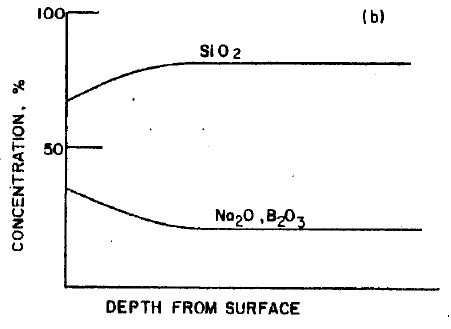 100
(b)
SiO2
CONCENTRATION, %
50
Na2O, B2O3
DEPTH FROM SURFACE